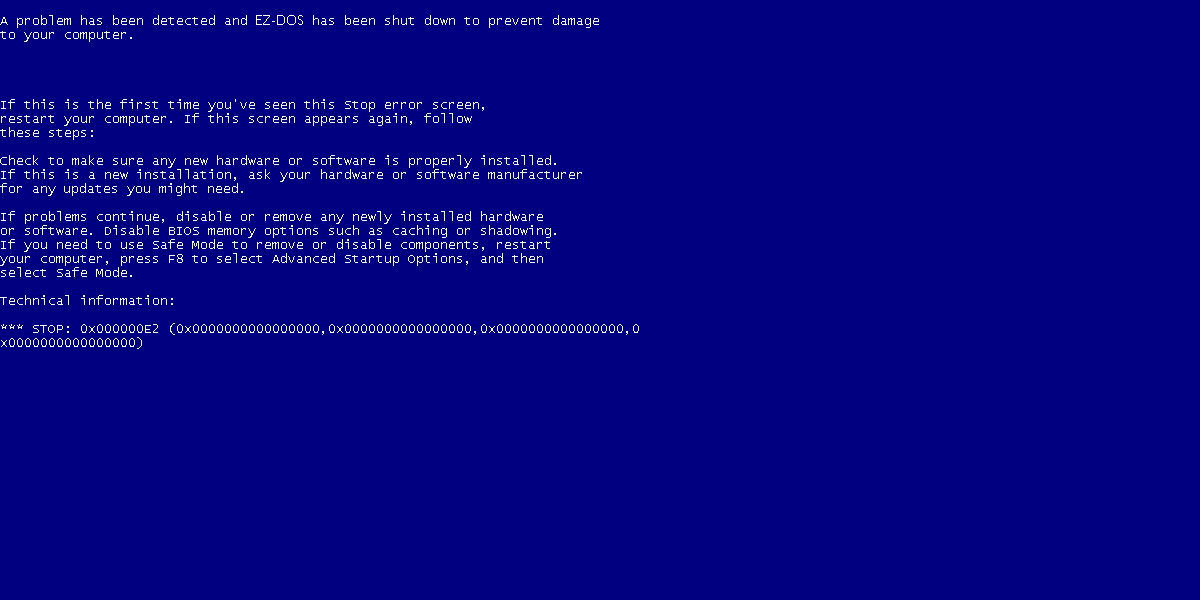 A problem has been detected and EZ-DOS has been shut down to prevent damage
to your computer.
If this is the first time you've seen this Stop error screen,
restart your computer. If this screen appears again, follow
these steps:
Check to make sure any new hardware or software is properly installed.
If this is a new installation, ask your hardware or software manufacturer
for any updates you might need.
If problems continue, disable or remove any newly installed hardware
or software. Disable BIOS memory options such as caching or shadowing.
If you need to use Safe Mode to remove or disable components, restart
your computer, press F8 to select Advanced Startup Options, and then
select Safe Mode.
Technical information:
*** STOP: 0x000000E2 (0x0000000000000000,0x0000000000000000,0x0000000000000000,0
x0000000000000000)